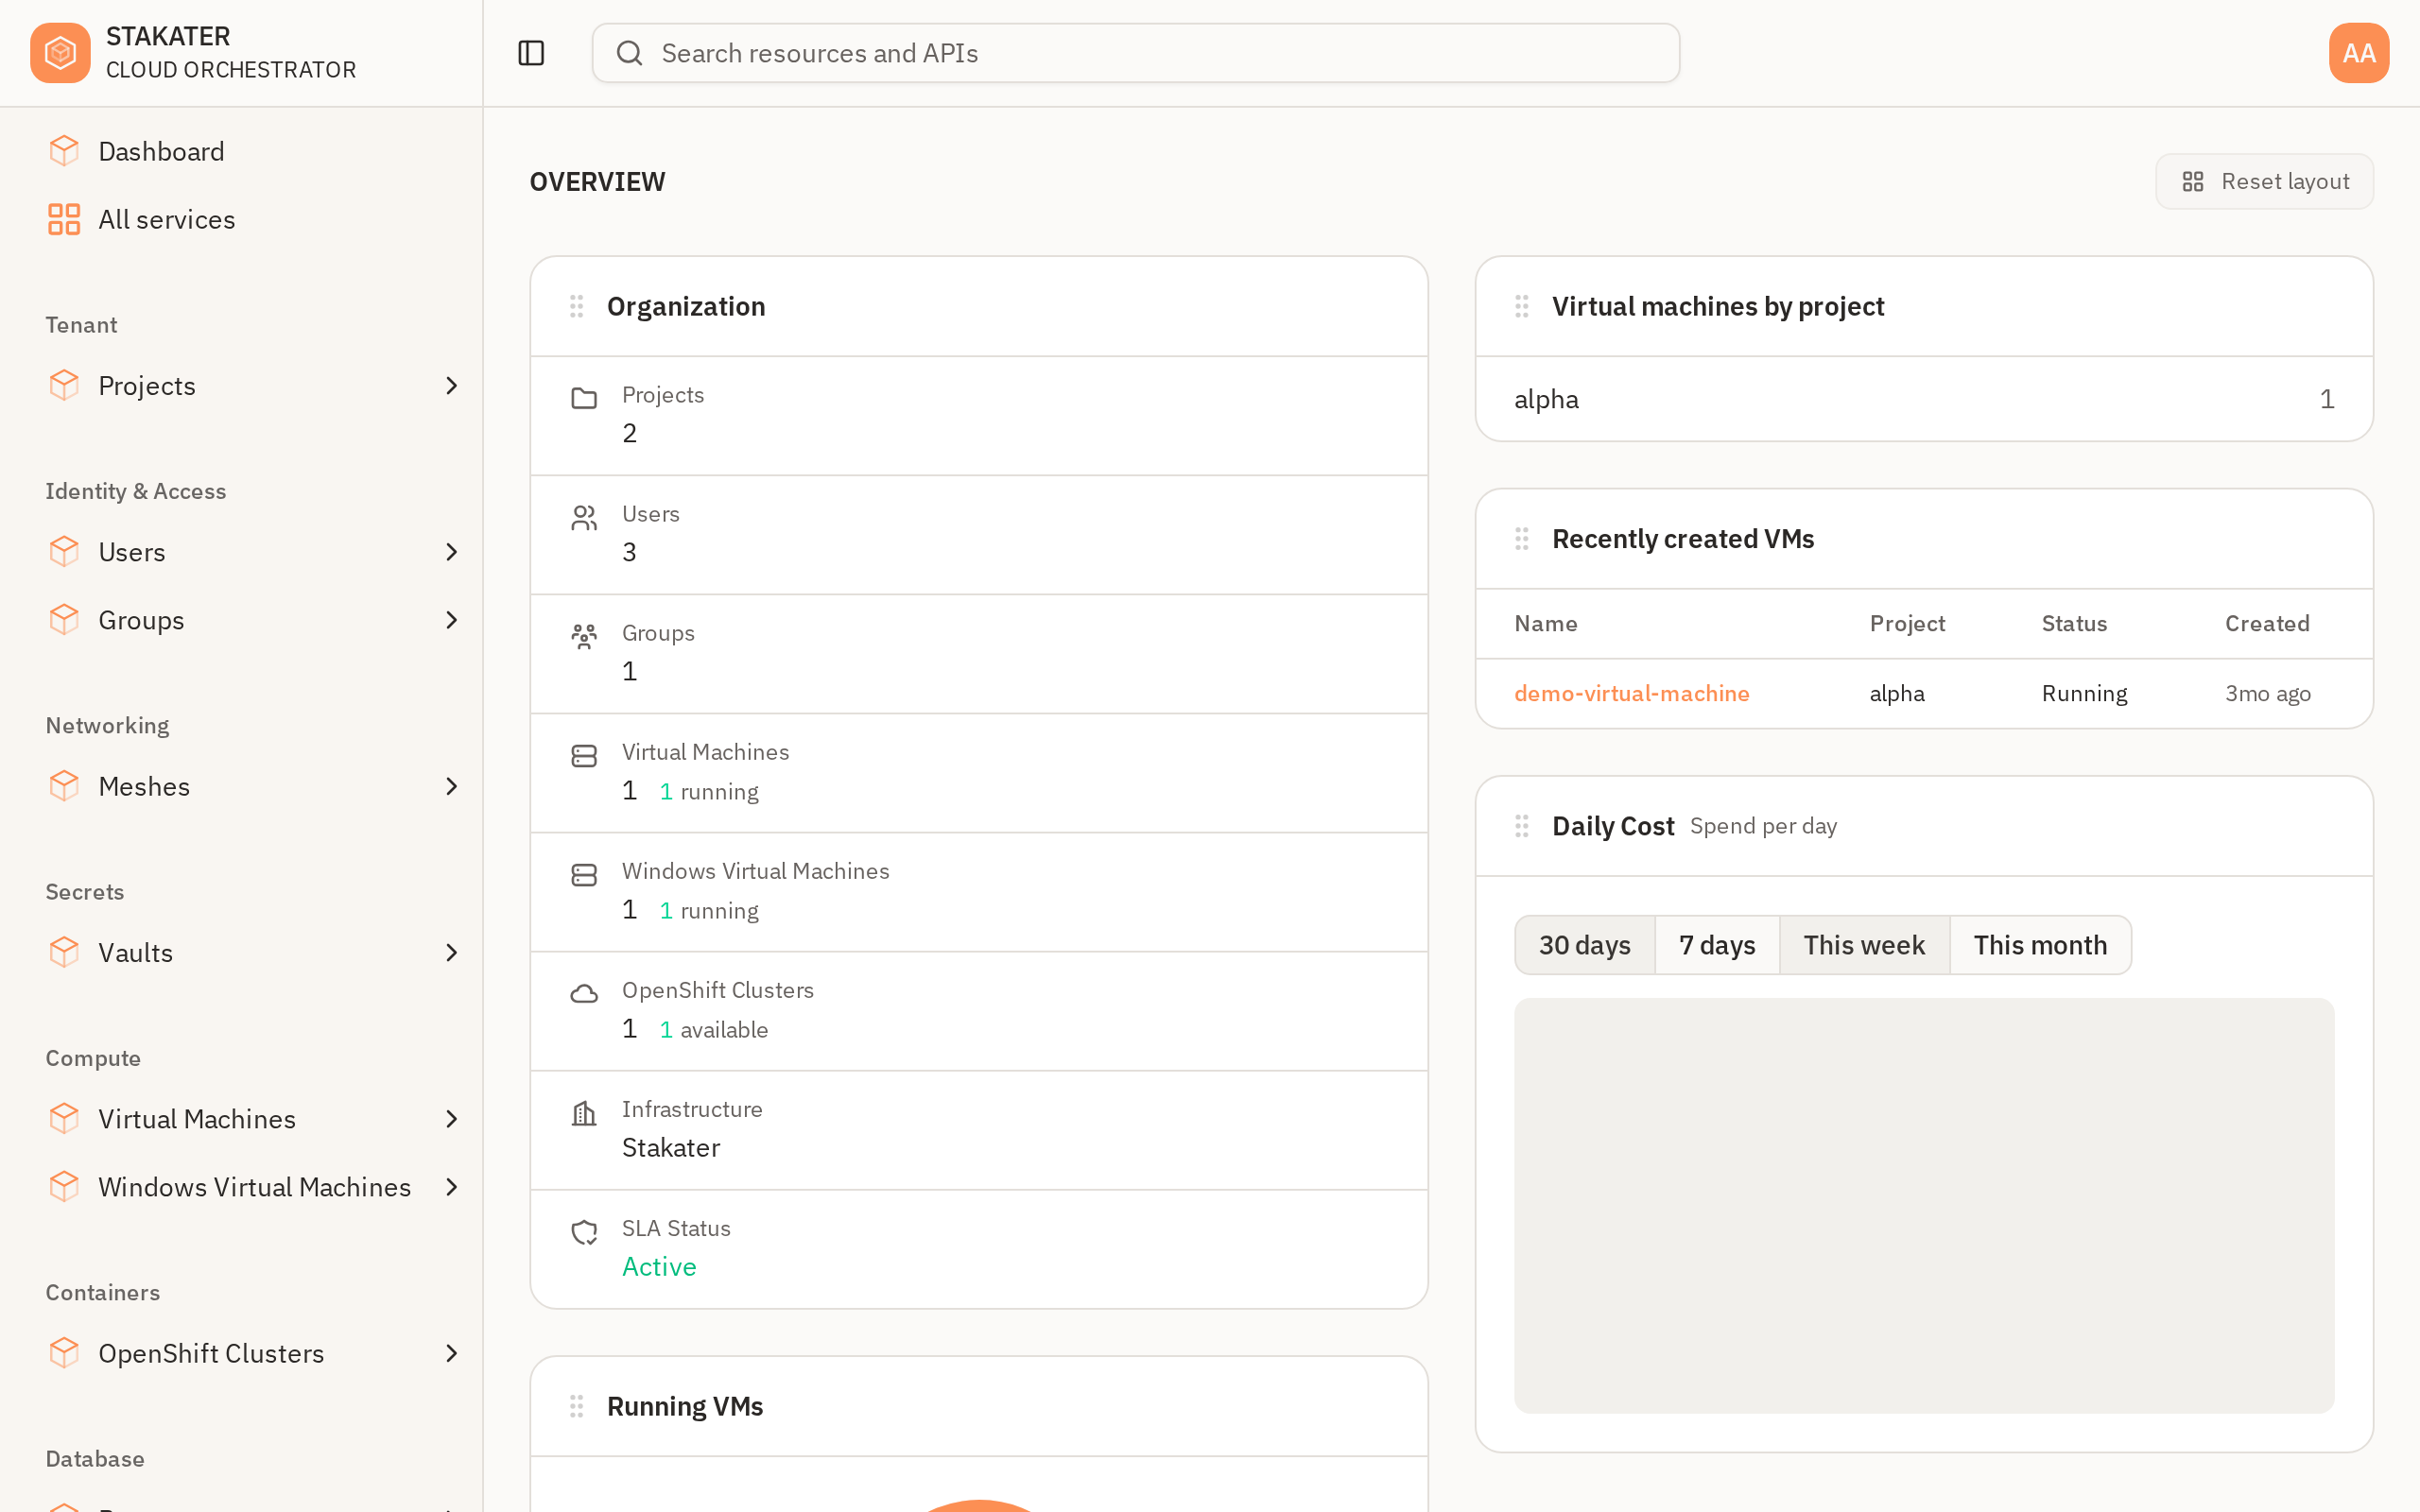 STAKATER
CLOUD ORCHESTRATOR
Search resources and APIs
AA
Dashboard
All services
Tenant
Projects
Identity & Access
Users
Groups
Networking
Meshes
Secrets
Vaults
Compute
Virtual Machines
Windows Virtual Machines
Containers
OpenShift Clusters
Database
OVERVIEW
Reset layout
Organization
Projects
2
Users
3
Groups
1
Virtual Machines
1 1 running
Windows Virtual Machines
1 1 running
OpenShift Clusters
1 1 available
Infrastructure
Stakater
SLA Status
Active
Running VMs
Virtual machines by project
alpha 1
Recently created VMs
Name Project Status Created
demo-virtual-machine alpha Running 3mo ago
Daily Cost Spend per day
30 days 7 days This week This month